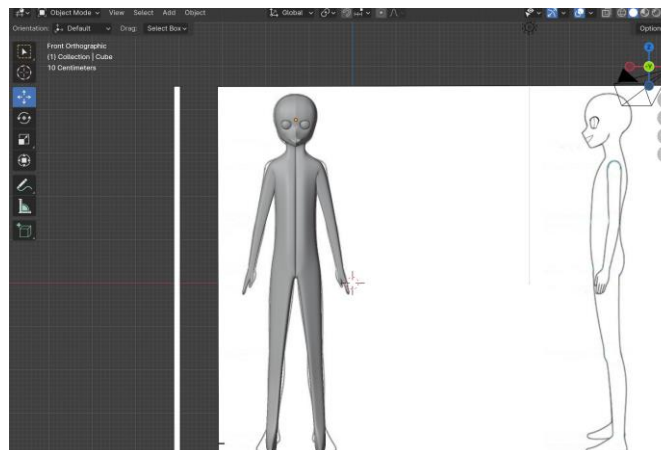 Object Mode View Select Add Object Global
Orientation: Default Drag: Select Box Option
Front Orthographic
(1) Collection | Cube
10 Centimeters
Z
-Y